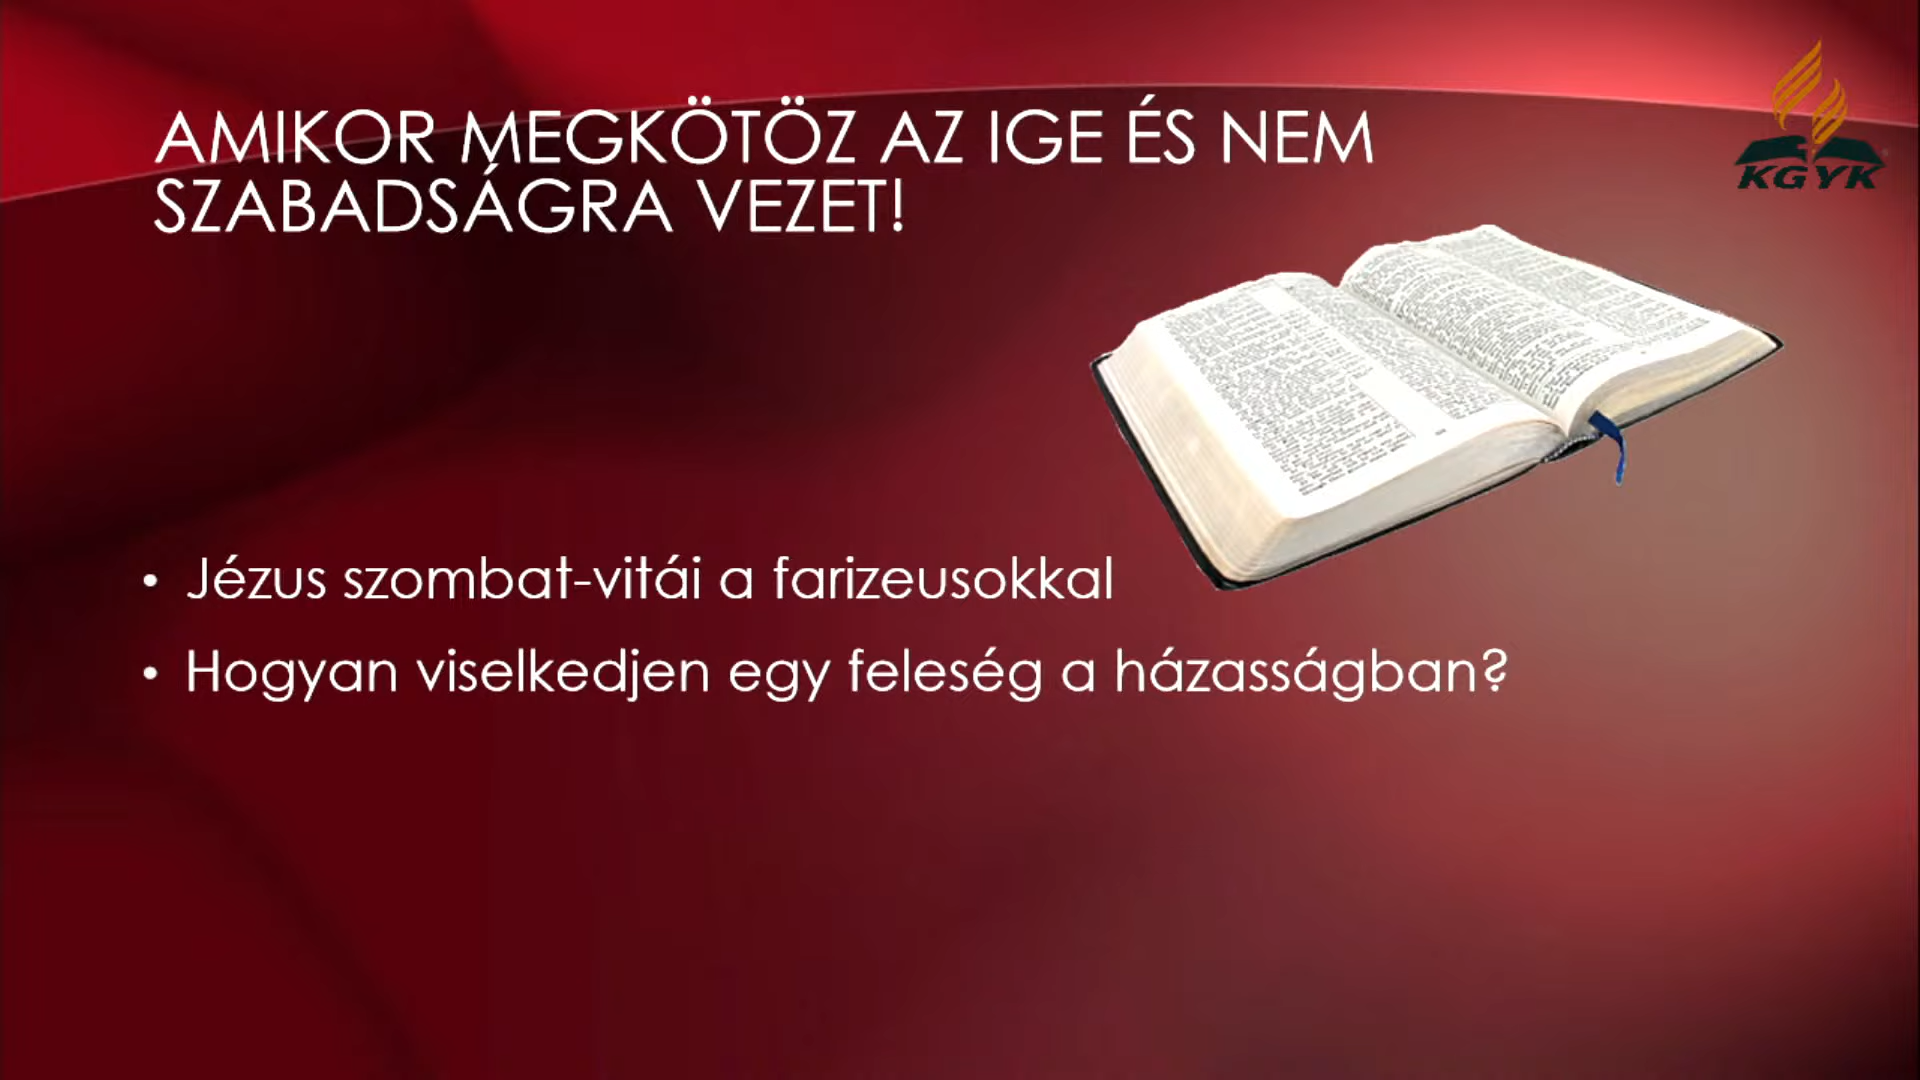 AMIKOR MEGKÖTÖZ AZ IGE ÉS NEM
SZABADSÁGRA VEZET!
KGYK
• Jézus szombat-vitái a farizeusokkal
• Hogyan viselkedjen egy feleség a házasságban?